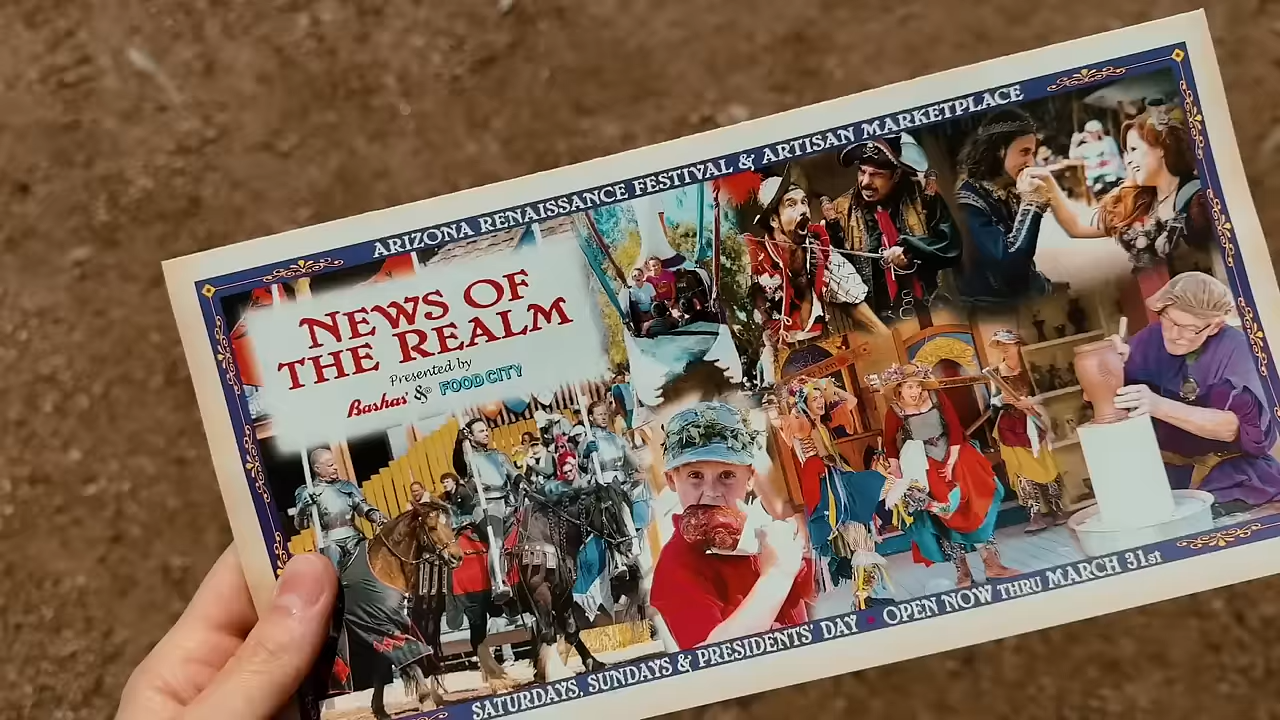 ARIZONA RENAISSANCE FESTIVAL & ARTISAN MARKETPLACE
NEWS OF
THE REALM
Presented by
Bashas' & FOOD CITY
Garden
SATURDAYS, SUNDAYS & PRESIDENTS' DAY • OPEN NOW THRU MARCH 31st